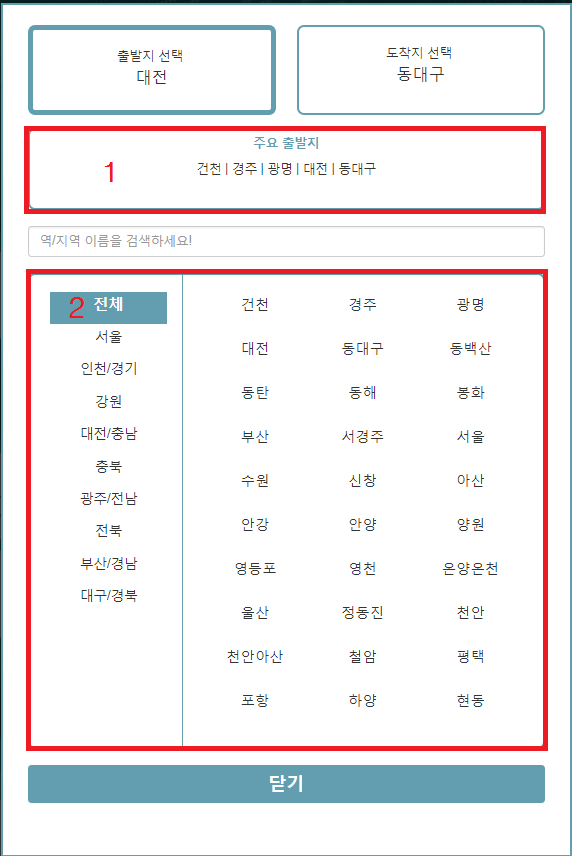 출발지 선택
대전
도착지 선택
동대구
주요 출발지
1
건천 | 경주 | 광명 | 대전 | 동대구
역/지역 이름을 검색하세요!
2 전체
서울
인천/경기
강원
대전/충남
충북
광주/전남
전북
부산/경남
대구/경북
건천 경주 광명
대전 동대구 동백산
동탄 동해 봉화
부산 서경주 서울
수원 신창 아산
안강 안양 양원
영등포 영천 온양온천
울산 정동진 천안
천안아산 철암 평택
포항 하양 현동
닫기